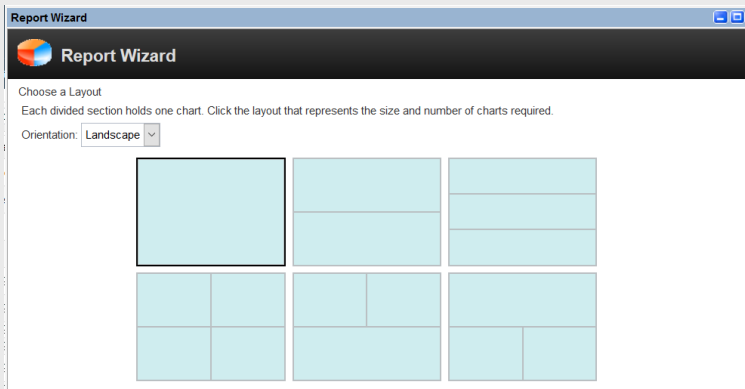 Report Wizard
Report Wizard
Choose a Layout
Each divided section holds one chart. Click the layout that represents the size and number of charts required.
Orientation: Landscape